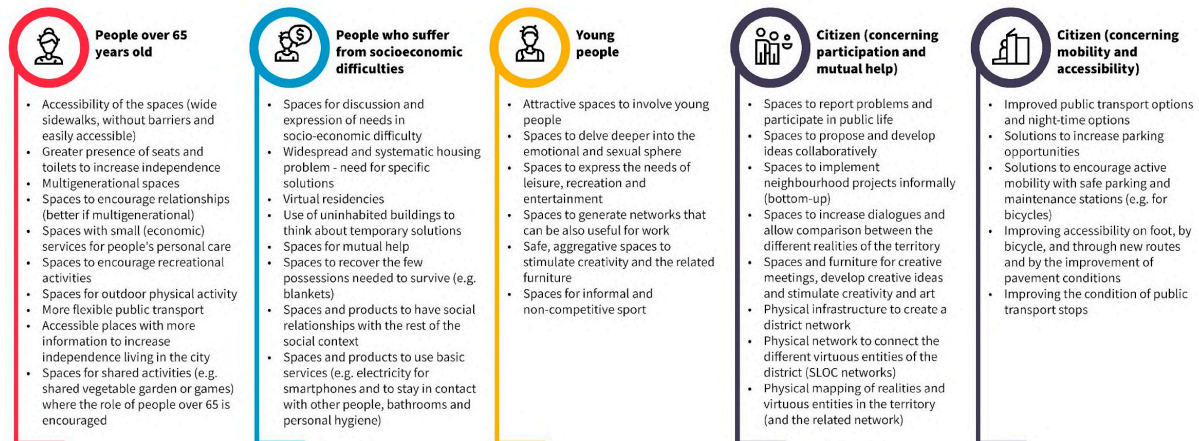 People over 65
years old
• Accessibility of the spaces (wide
sidewalks, without barriers and
easily accessible)
• Greater presence of seats and
toilets to increase independence
• Multigenerational spaces
• Spaces to encourage relationships
(better if multigenerational)
• Spaces with small (economic)
services for people's personal care
• Spaces to encourage recreational
activities
• Spaces for outdoor physical activity
• More flexible public transport
• Accessible places with more
information to increase
independence living in the city
• Spaces for shared activities (e.g.
shared vegetable garden or games)
where the role of people over 65 is
encouraged
$
People who suffer
from socioeconomic
difficulties
• Spaces for discussion and
expression of needs in
socio-economic difficulty
• Widespread and systematic housing
problem - need for specific
solutions
• Virtual residencies
• Use of uninhabited buildings to
think about temporary solutions
• Spaces for mutual help
• Spaces to recover the few
possessions needed to survive (e.g.
blankets)
• Spaces and products to have social
relationships with the rest of the
social context
• Spaces and products to use basic
services (e.g. electricity for
smartphones and to stay in contact
with other people, bathrooms and
personal hygiene)
Young
people
• Attractive spaces to involve young
people
• Spaces to delve deeper into the
emotional and sexual sphere
• Spaces to express the needs of
leisure, recreation and
entertainment
• Spaces to generate networks that
can be also useful for work
• Safe, aggregative spaces to
stimulate creativity and the related
furniture
• Spaces for informal and
non-competitive sport
Citizen (concerning
participation and
mutual help)
• Spaces to report problems and
participate in public life
• Spaces to propose and develop
ideas collaboratively
• Spaces to implement
neighbourhood projects informally
(bottom-up)
• Spaces to increase dialogues and
allow comparison between the
different realities of the territory
• Spaces and furniture for creative
meetings, develop creative ideas
and stimulate creativity and art
• Physical infrastructure to create a
district network
• Physical network to connect the
different virtuous entities of the
district (SLOC networks)
• Physical mapping of realities and
virtuous entities in the territory
(and the related network)
Citizen (concerning
mobility and
accessibility)
• Improved public transport options
and night-time options
• Solutions to increase parking
opportunities
• Solutions to encourage active
mobility with safe parking and
maintenance stations (e.g. for
bicycles)
• Improving accessibility on foot, by
bicycle, and through new routes
and by the improvement of
pavement conditions
• Improving the condition of public
transport stops